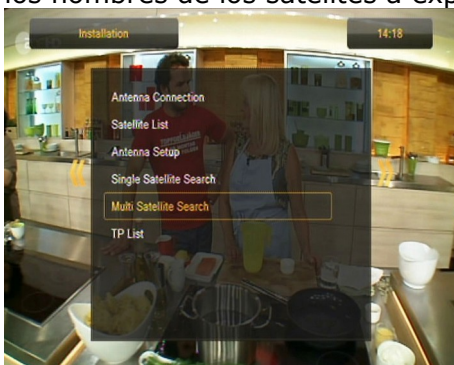 los nombres de los satélites a exp
Installation
14:18
Antenna Connection
Satellite List
Antenna Setup
Single Satellite Search
Multi Satellite Search
TP List